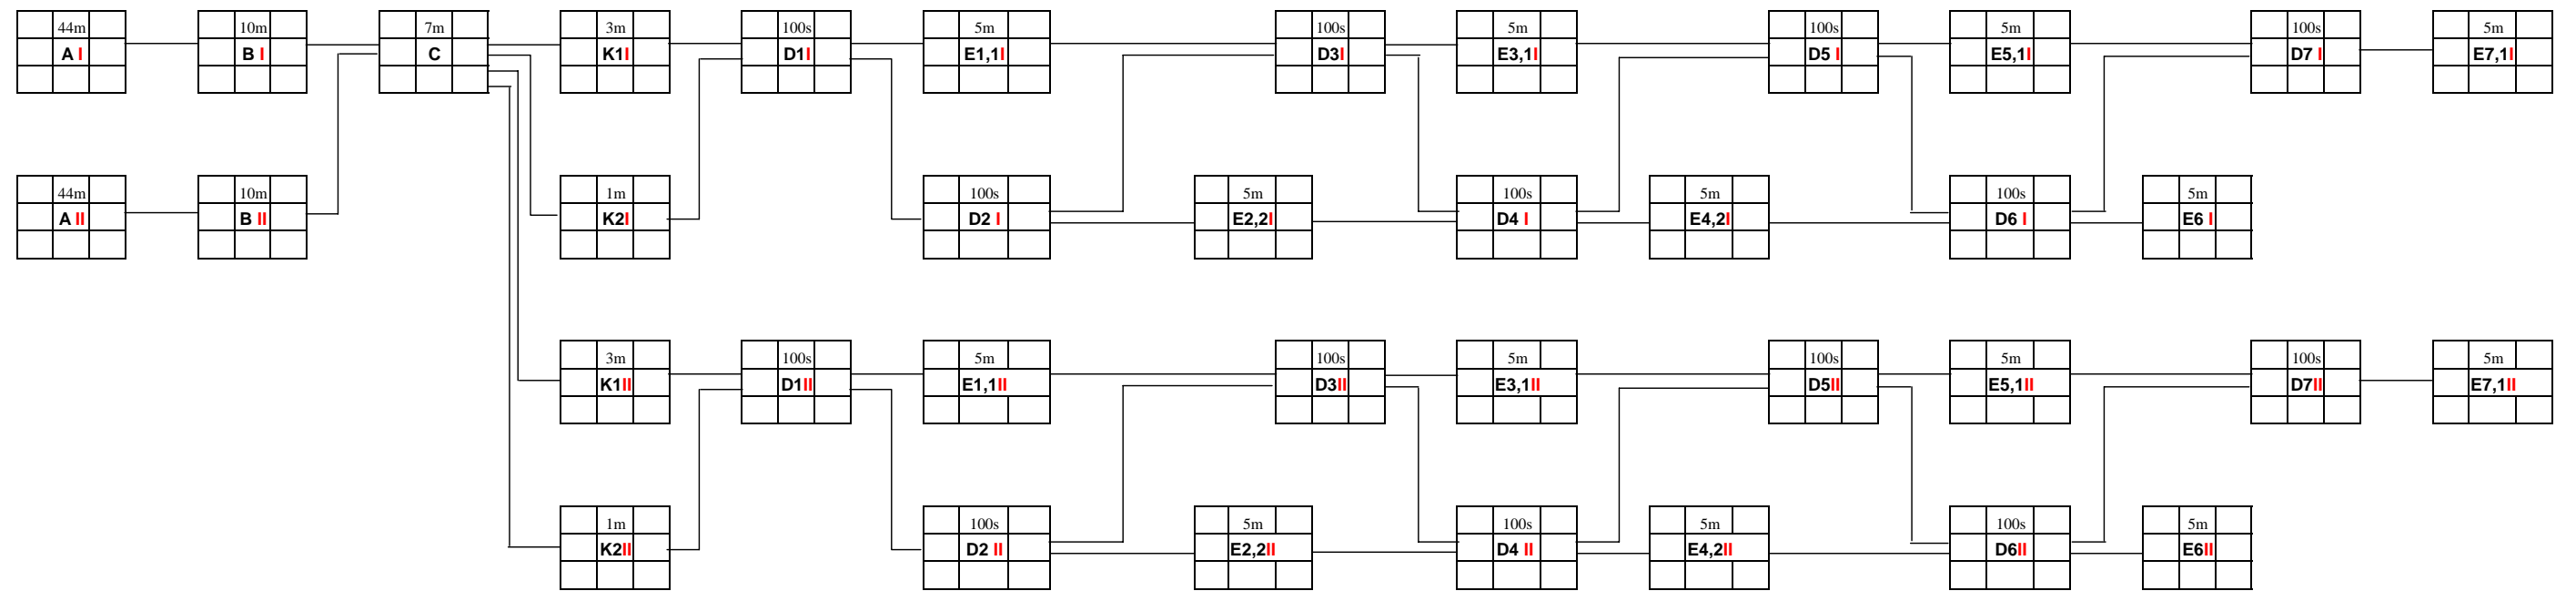 44m 10m 7m 3m 100s 5m 100s 5m 100s 5m 100s 5m
A I B I C K1I D1I E1,1I D3I E3,1I D5 I E5,1I D7 I E7,1I
44m 10m 1m 100s 5m 100s 5m 100s 5m
A II B II K2I D2 I E2,2I D4 I E4,2I D6 I E6 I
3m 100s 5m 100s 5m 100s 5m 100s 5m
K1II D1II E1,1II D3II E3,1II D5II E5,1II D7II E7,1II
1m 100s 5m 100s 5m 100s 5m
K2II D2 II E2,2II D4 II E4,2II D6II E6II